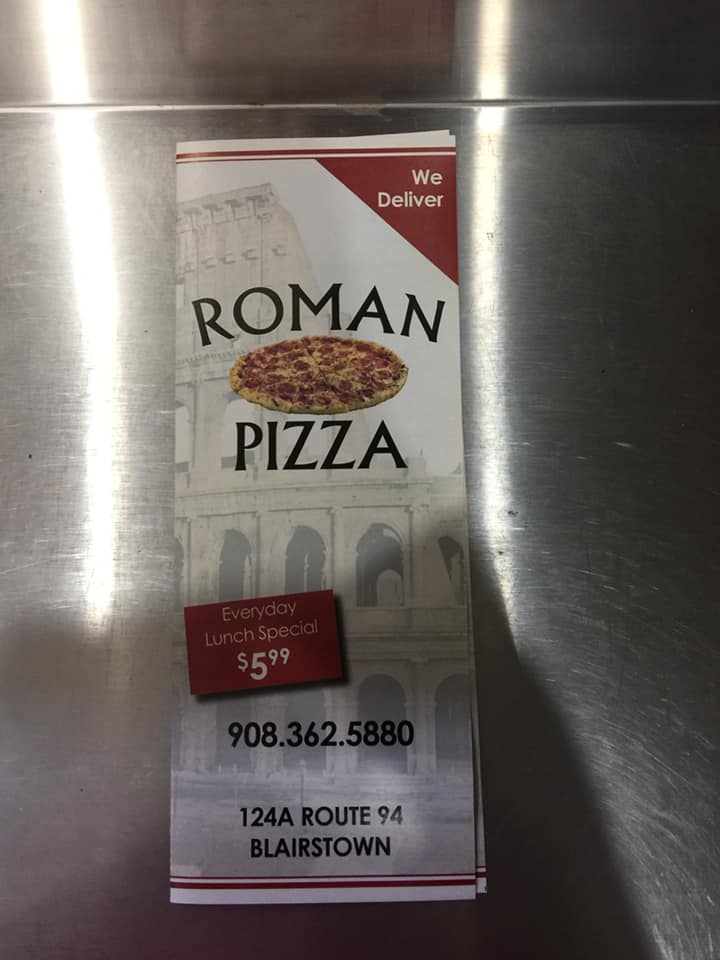 We
Deliver
ROMAN
PIZZA
Everyday
Lunch Special
$5.99
908.362.5880
124A ROUTE 94
BLAIRSTOWN